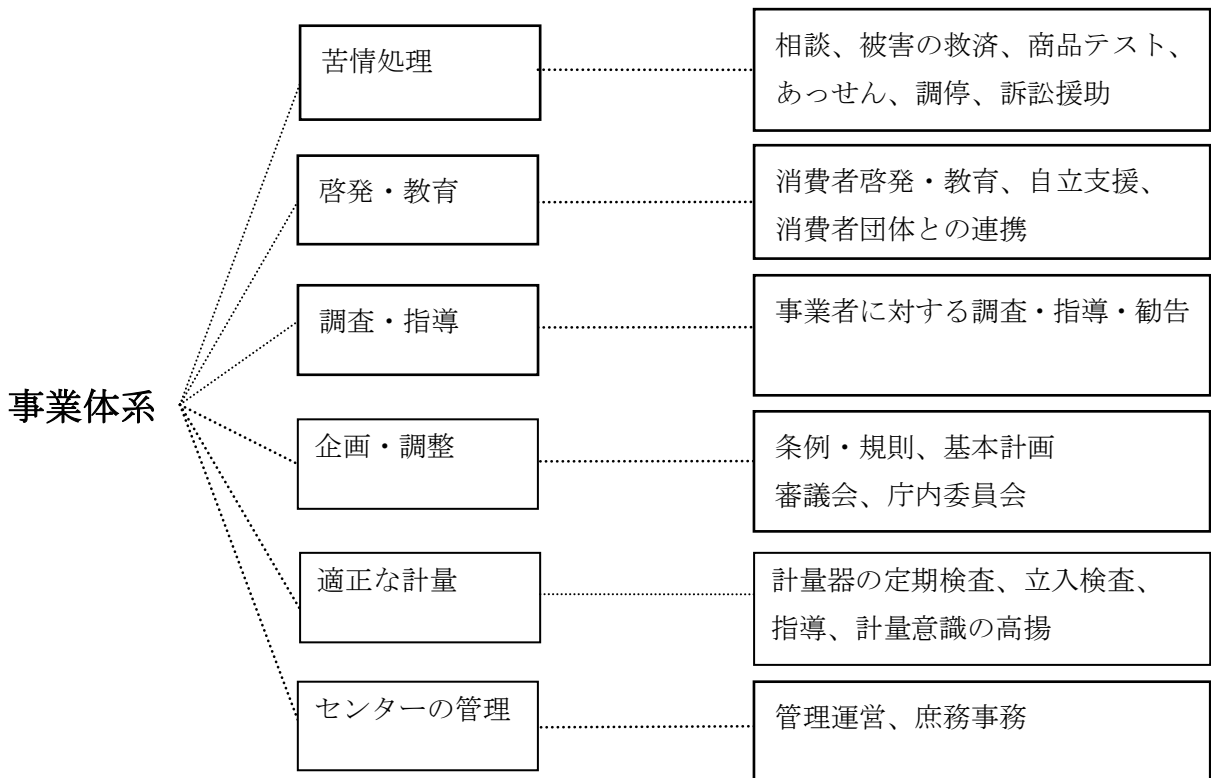 事業体系
苦情処理
相談、被害の救済、商品テスト、
あっせん、調停、訴訟援助
啓発・教育
消費者啓発・教育、自立支援、
消費者団体との連携
調査・指導
事業者に対する調査・指導・勧告
企画・調整
条例・規則、基本計画
審議会、庁内委員会
適正な計量
計量器の定期検査、立入検査、
指導、計量意識の高揚
センターの管理
管理運営、庶務事務